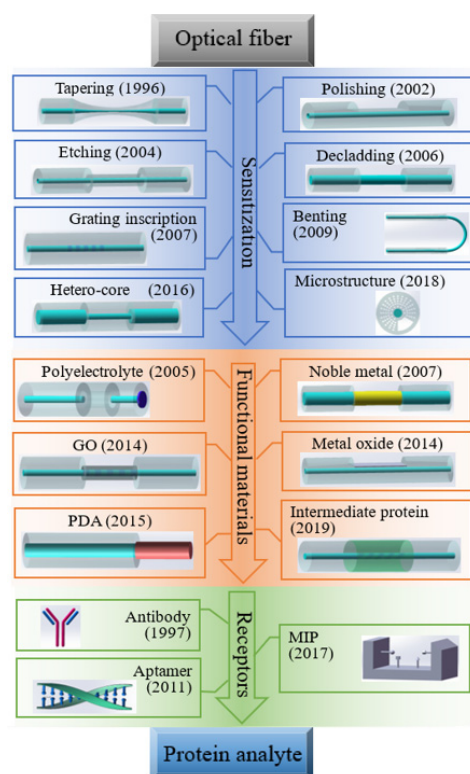 Optical fiber
Tapering (1996)
Polishing (2002)
Etching (2004)
Decladding (2006)
Grating inscription
(2007)
Benting
(2009)
Hetero-core (2016)
Microstructure (2018)
Sensitization
Polyelectrolyte (2005)
Noble metal (2007)
GO (2014)
Metal oxide (2014)
PDA (2015)
Intermediate protein
(2019)
Functional materials
Antibody
(1997)
MIP
(2017)
Aptamer
(2011)
Receptors
Protein analyte